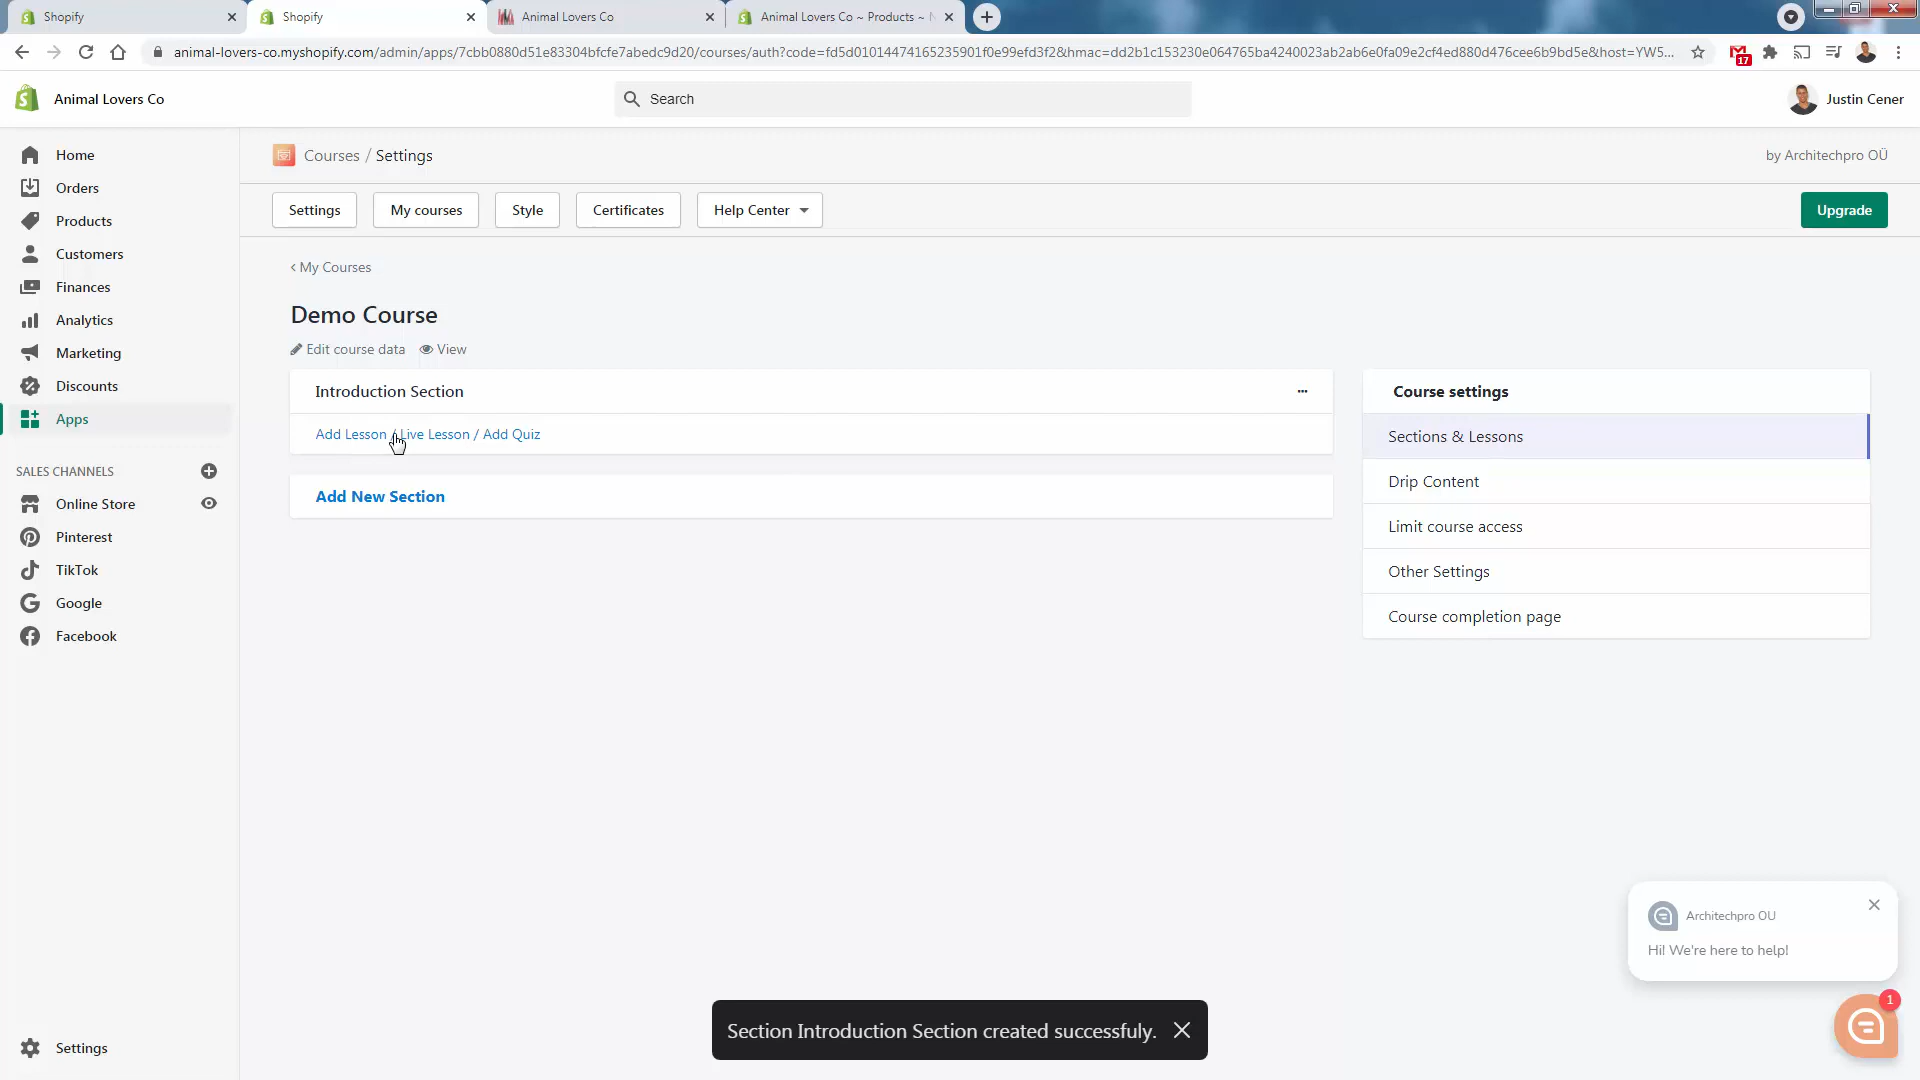 Shopify
Shopify
Animal Lovers Co
Animal Lovers Co ~ Products ~
animal-lovers-co.myshopify.com/admin/apps/7cbb0880d51e83304bfcfe7abedc9d20/courses/auth?code=fd5d01014474165235901f0e99efd3f2&hmac=dd2b1c153230e064765ba4240023ab2ab6e0fa09e2cf4ed880d476cee6b9bd5e&host=YW5...
17
Animal Lovers Co
Search
Justin Cener
Home
Orders
Products
Customers
Finances
Analytics
Marketing
Discounts
Apps
SALES CHANNELS
Online Store
Pinterest
TikTok
Google
Facebook
Settings
Courses / Settings
by Architechpro OÜ
Settings
My courses
Style
Certificates
Help Center
Upgrade
‹ My Courses
Demo Course
Edit course data
View
Introduction Section
...
Add Lesson / Live Lesson / Add Quiz
Add New Section
Course settings
Sections & Lessons
Drip Content
Limit course access
Other Settings
Course completion page
Architechpro OU
Hi! We're here to help!
1
Section Introduction Section created successfuly.